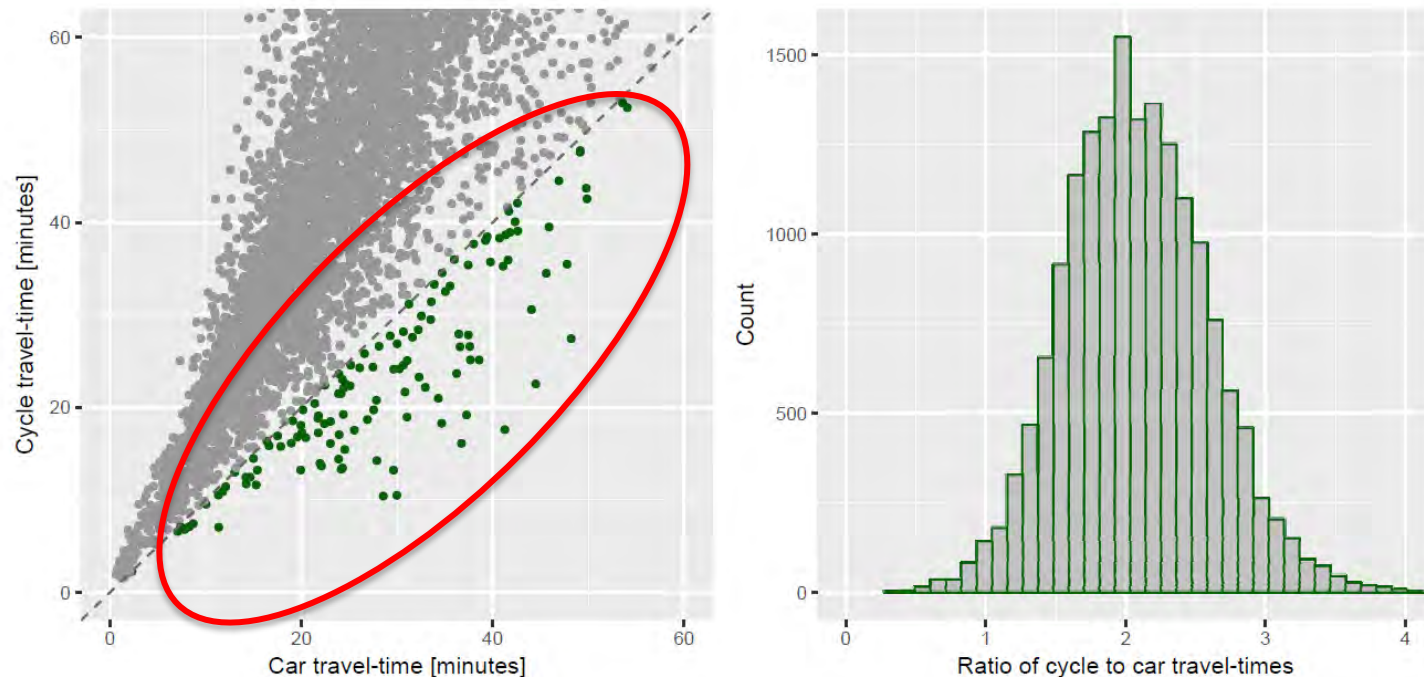 Cycle travel-time [minutes]
60
40
20
0
0 20 40 60
Car travel-time [minutes]
Count
1500
1000
500
0
0 1 2 3 4
Ratio of cycle to car travel-times